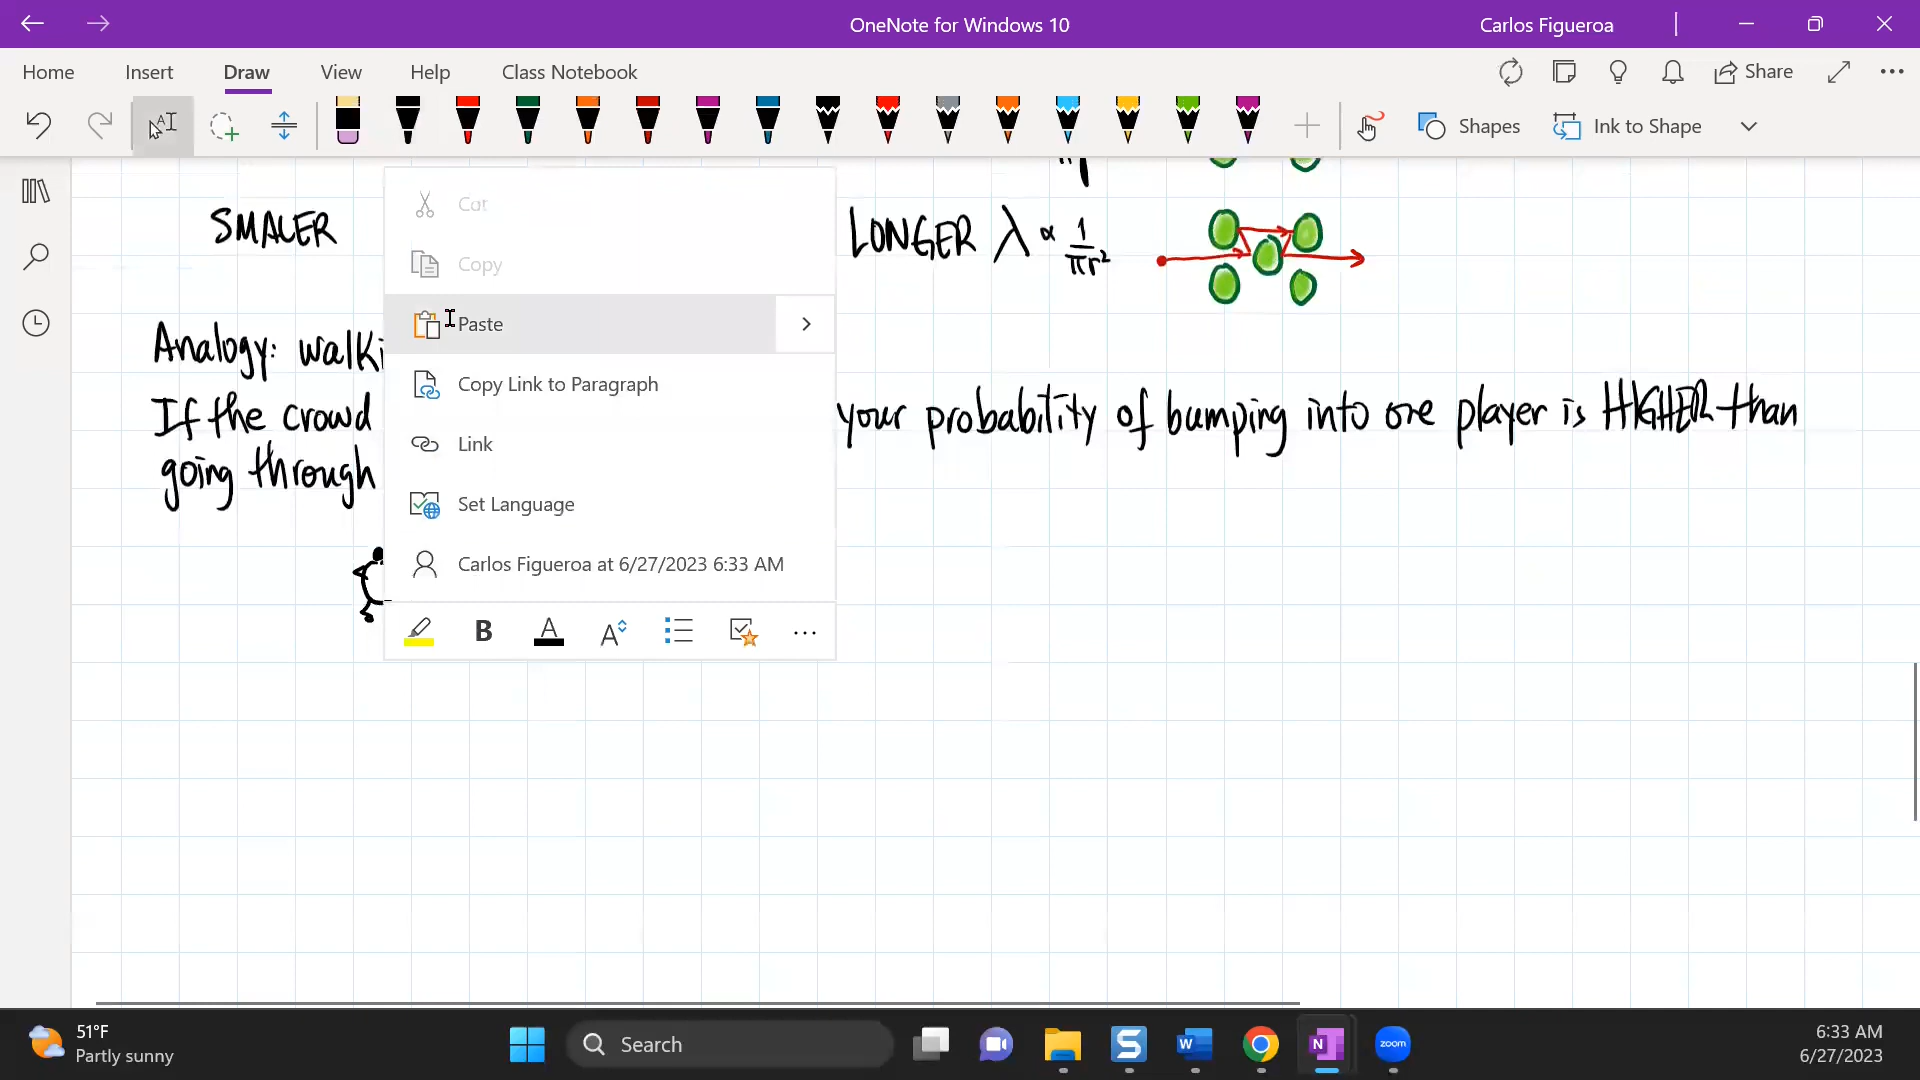 OneNote for Windows 10
Carlos Figueroa
Home Insert Draw View Help Class Notebook
Share
Shapes
Ink to Shape
Cut
Copy
Paste
Copy Link to Paragraph
Link
Set Language
Carlos Figueroa at 6/27/2023 6:33 AM
B A A
SMALLER
LONGER λ ∝ 1/πr²
Analogy: walki
If the crowd
your probability of bumping into one player is HIGHER than
going through
51°F
Partly sunny
Search
zoom
6:33 AM
6/27/2023